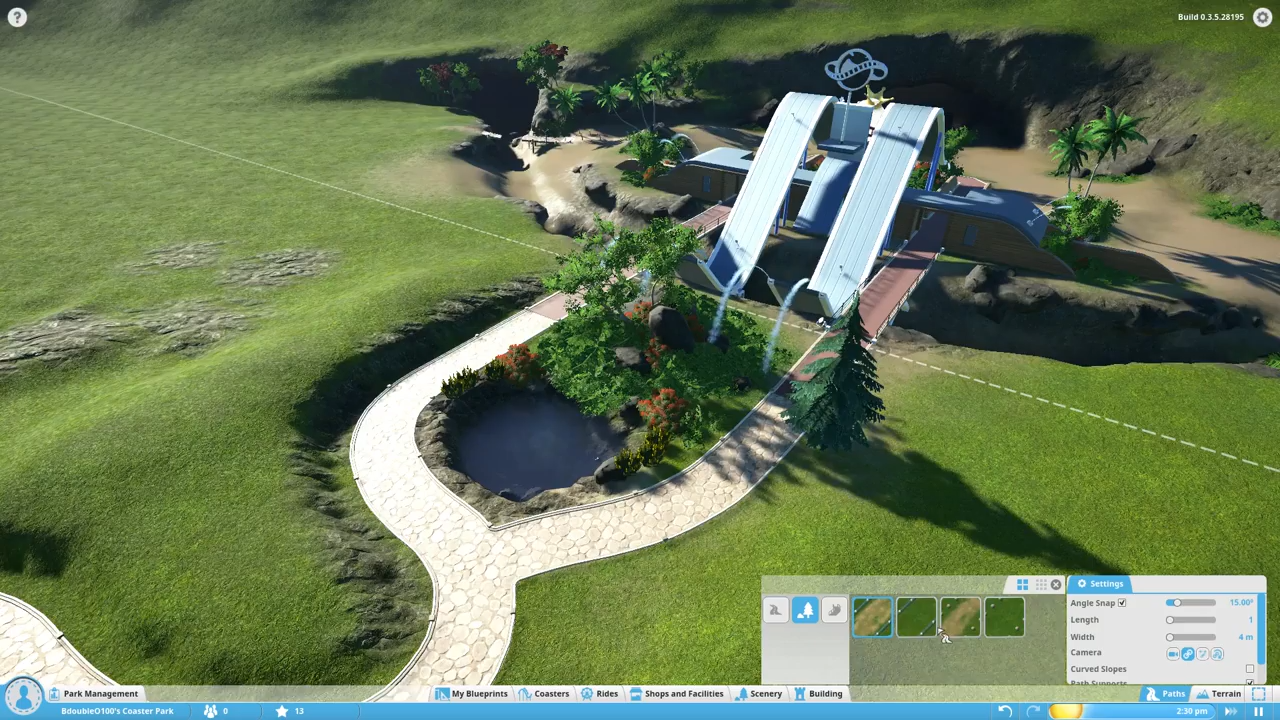 ?
Build 0.3.5.28195
Settings
Angle Snap 15.00°
Length 1
Width 4 m
Camera
Curved Slopes
Park Management
My Blueprints
Coasters
Rides
Shops and Facilities
Scenery
Building
Paths
Terrain
BdoubleO100's Coaster Park
0
13
2:30 pm